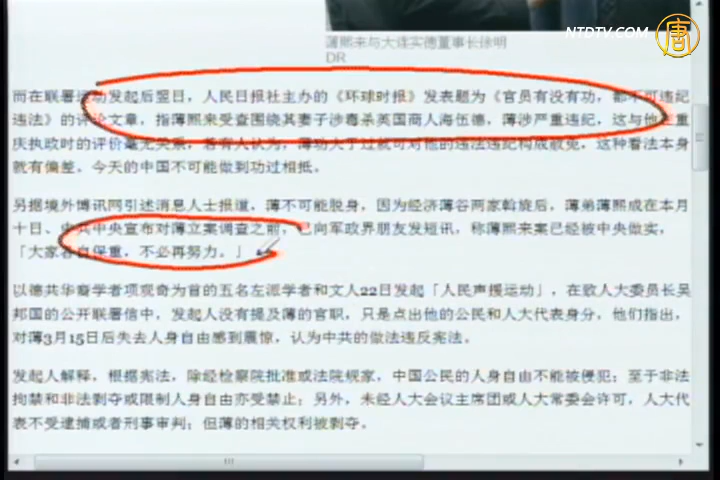 NTDTV.COM
唐
薄熙来与大连实德董事长徐明
DR
而在联署运动发起后翌日，人民日报社主办的《环球时报》发表题为《官员有没有功，都不可违纪
违法》的评论文章，指薄熙来受查围绕其妻子涉毒杀英国商人海伍德，薄涉严重违纪，这与他主重
庆执政时的评价毫无关系，若有人认为，薄功大于过就可对他的违法违纪构成赦免，这种看法本身
就有偏差，今天的中国不可能做到功过相抵。
另据境外博讯网引述消息人士报道，薄不可能脱身，因为经济薄谷两家斡旋后，薄弟薄熙成在本月
十日、中共中央宣布对薄立案调查之前，已向军政界朋友发短讯，称薄熙来案已经被中央做实，
「大家各自保重，不必再努力。」
以德共华裔学者项观奇为首的五名左派学者和文人22日发起「人民声援运动」，在致人大委员长吴
邦国的公开联署信中，发起人没有提及薄的官职，只是点出他的公民和人大代表身分，他们指出，
对薄3月15日后失去人身自由感到震惊，认为中共的做法违反宪法。
发起人解释，根据宪法，除经检察院批准或法院规家，中国公民的人身自由不能被侵犯；至于非法
拘禁和非法剥夺或限制人身自由亦受禁止；另外，未经人大会议主席团或人大常委会许可，人大代
表不受逮捕或者刑事审判；但薄的相关权利被剥夺。